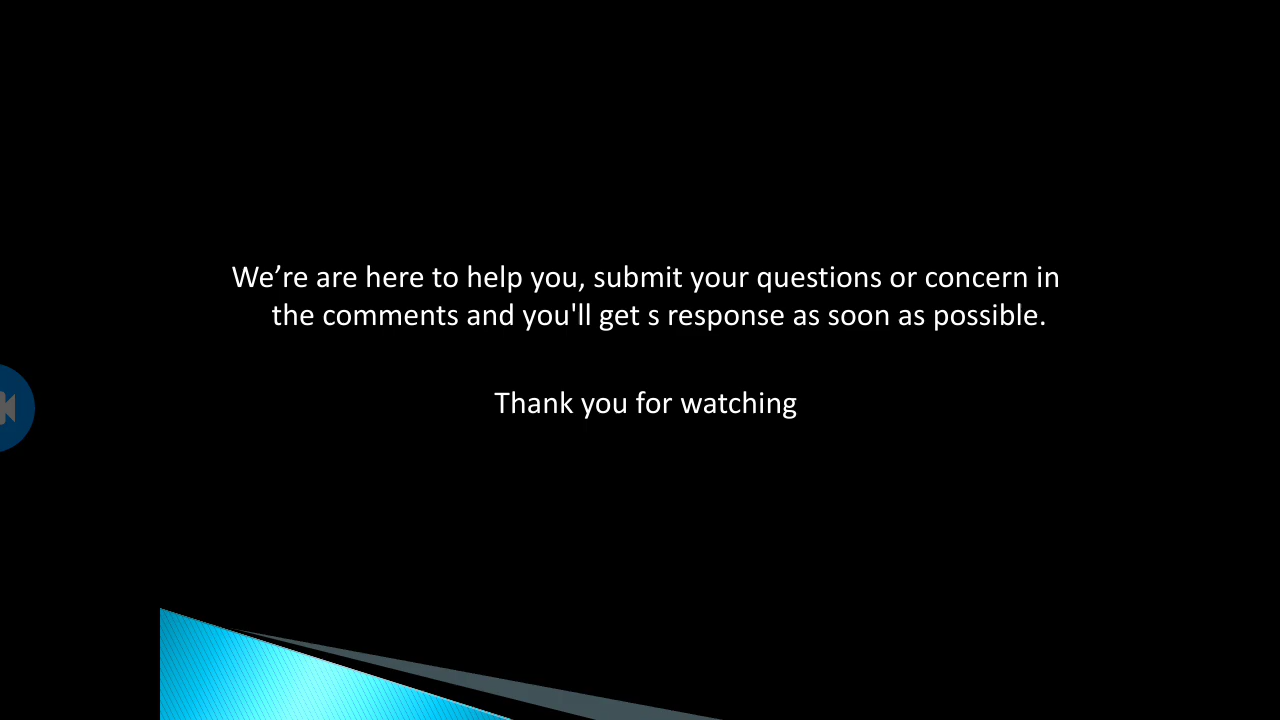 We’re are here to help you, submit your questions or concern in
the comments and you'll get s response as soon as possible.
Thank you for watching